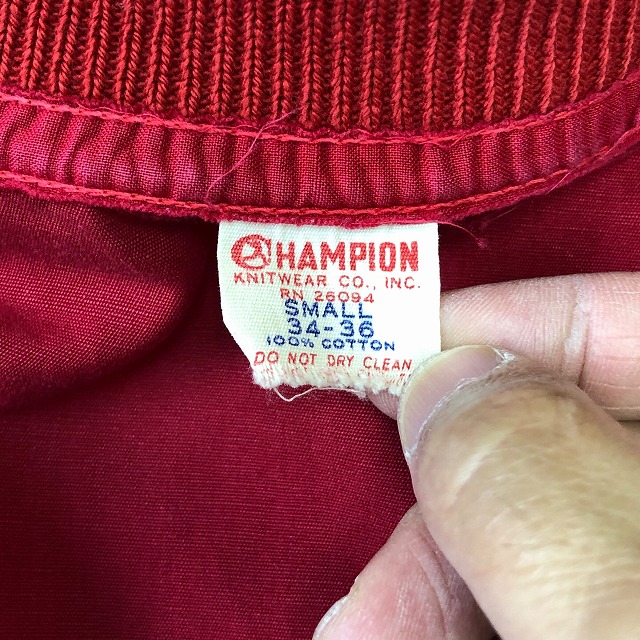 CHAMPION
KNITWEAR CO., INC.
RN 26094
SMALL
34-36
100% COTTON
DO NOT DRY CLEAN